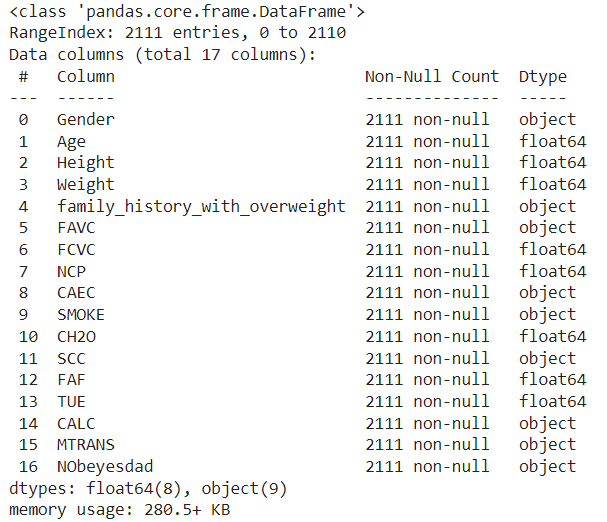 <class 'pandas.core.frame.DataFrame'>
RangeIndex: 2111 entries, 0 to 2110
Data columns (total 17 columns):
 #   Column                          Non-Null Count  Dtype
---  ------                          --------------  -----
 0   Gender                          2111 non-null   object
 1   Age                             2111 non-null   float64
 2   Height                          2111 non-null   float64
 3   Weight                          2111 non-null   float64
 4   family_history_with_overweight  2111 non-null   object
 5   FAVC                            2111 non-null   object
 6   FCVC                            2111 non-null   float64
 7   NCP                             2111 non-null   float64
 8   CAEC                            2111 non-null   object
 9   SMOKE                           2111 non-null   object
 10  CH2O                            2111 non-null   float64
 11  SCC                             2111 non-null   object
 12  FAF                             2111 non-null   float64
 13  TUE                             2111 non-null   float64
 14  CALC                            2111 non-null   object
 15  MTRANS                          2111 non-null   object
 16  NObeyesdad                      2111 non-null   object
dtypes: float64(8), object(9)
memory usage: 280.5+ KB